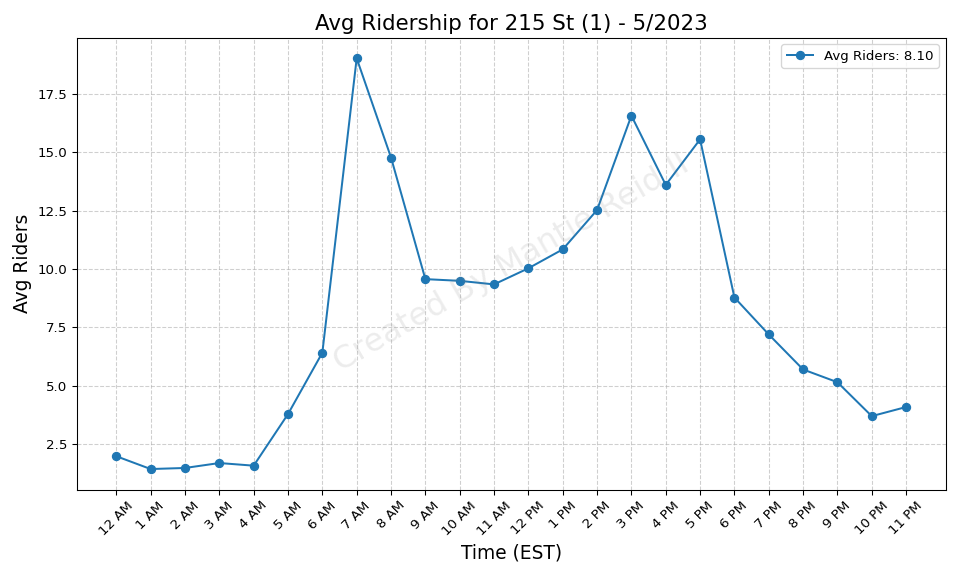 Avg Ridership for 215 St (1) - 5/2023
Avg Riders: 8.10
Avg Riders
17.5
15.0
12.5
10.0
7.5
5.0
2.5
12 AM 1 AM 2 AM 3 AM 4 AM 5 AM 6 AM 7 AM 8 AM 9 AM 10 AM 11 AM 12 PM 1 PM 2 PM 3 PM 4 PM 5 PM 6 PM 7 PM 8 PM 9 PM 10 PM 11 PM
Time (EST)
Created By Mantie Reid II